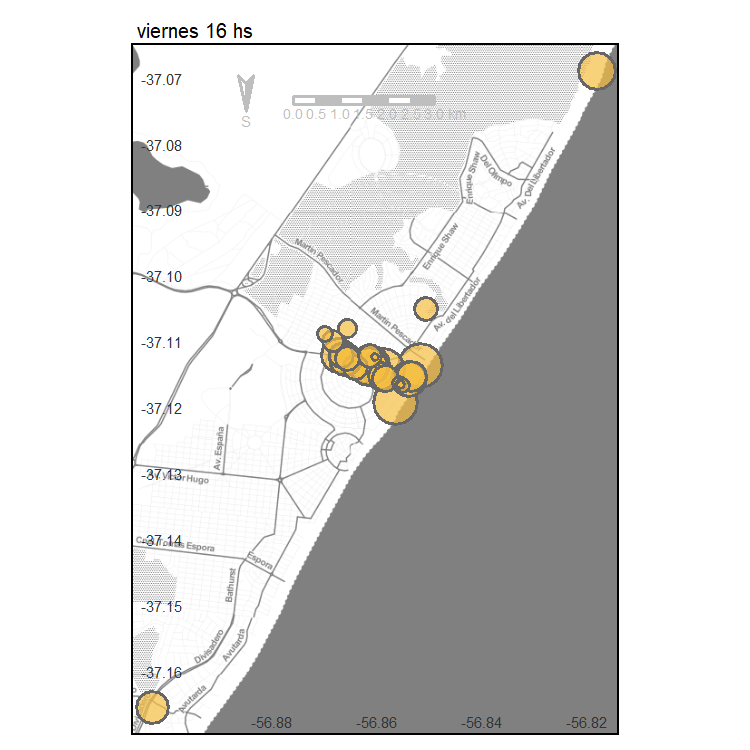 viernes 16 hs
-37.07
S
0.0 0.5 1.0 1.5 2.0 2.5 3.0 km
-37.08
Enrique Shaw
Del Olimpo
Av. Del Libertador
-37.09
Enrique Shaw
Martín Pescador
-37.10
Av. del Libertador
Martín Pescador
-37.11
-37.12
Av. España
-37.13
Hugo
-37.14
Espora
Espora
Bathurst
-37.15
Divisadero
Avutarda
-37.16
Avutarda
-56.88
-56.86
-56.84
-56.82